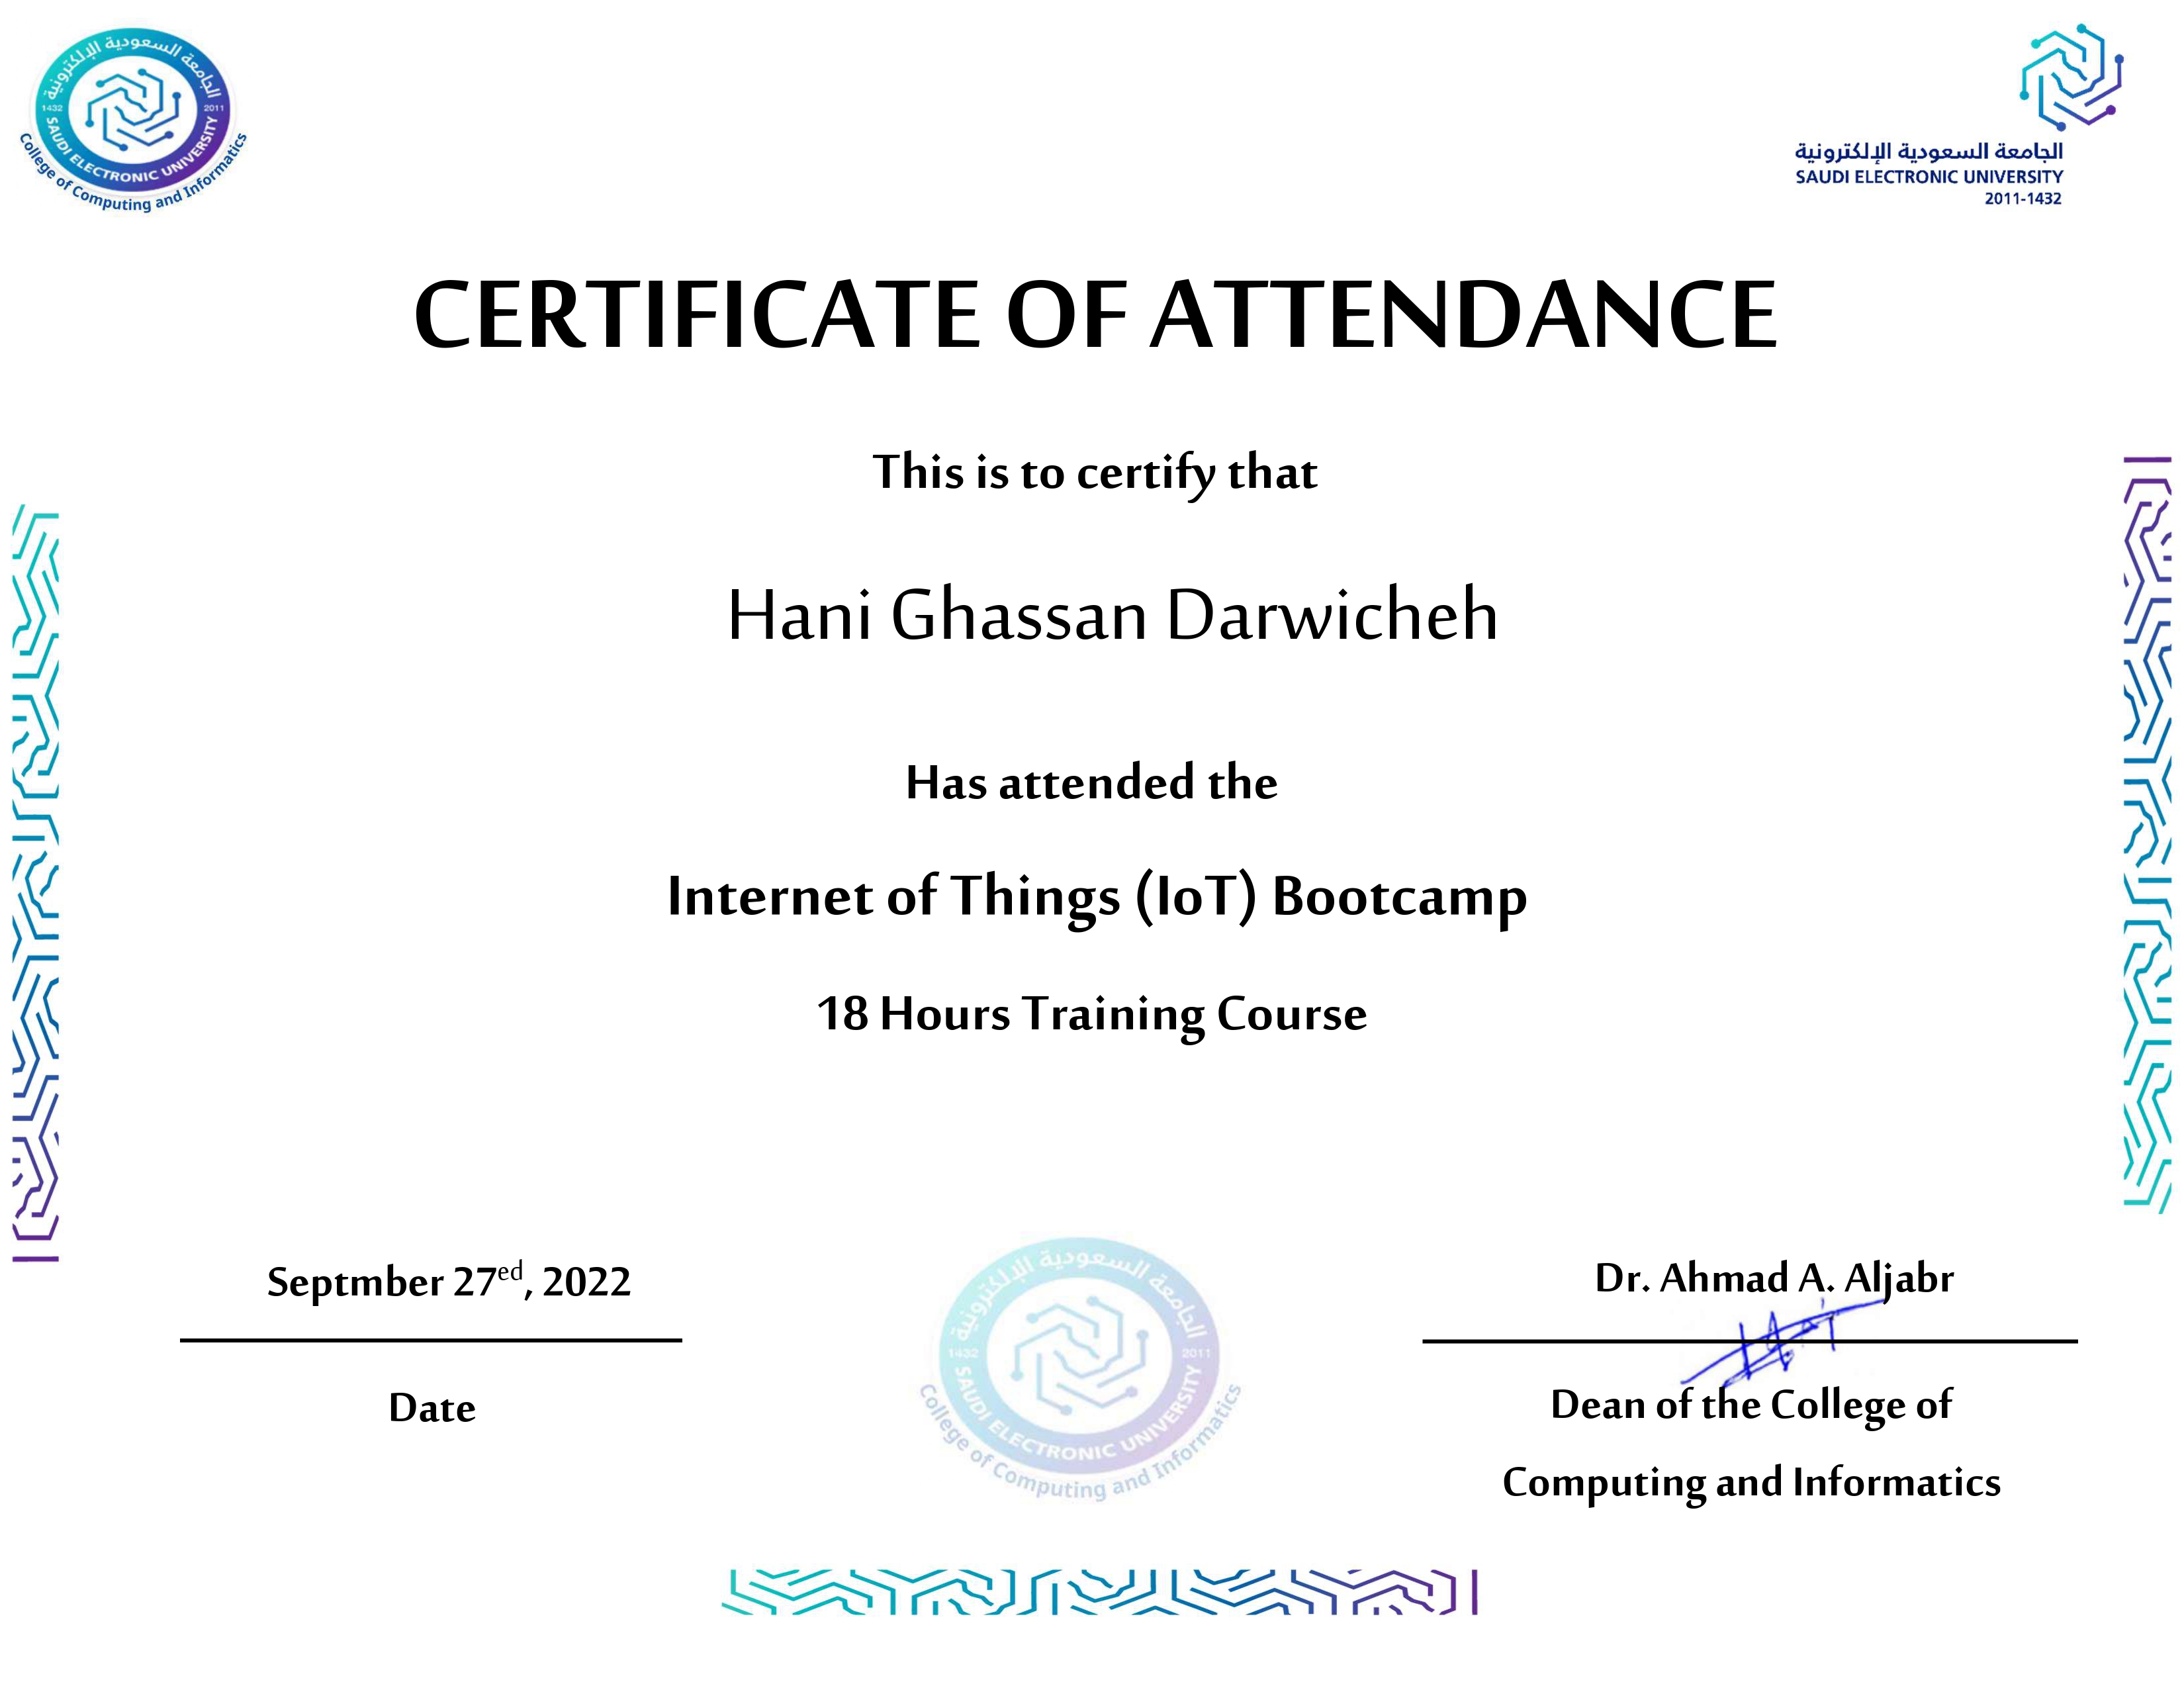 الجامعة السعودية الإلكترونية
1432 2011
SAUDI ELECTRONIC UNIVERSITY
College of Computing and Informatics
الجامعة السعودية الإلكترونية
SAUDI ELECTRONIC UNIVERSITY
2011-1432
CERTIFICATE OF ATTENDANCE
This is to certify that
Hani Ghassan Darwicheh
Has attended the
Internet of Things (IoT) Bootcamp
18 Hours Training Course
Septmber 27ed, 2022
Date
الجامعة السعودية الإلكترونية
1432 2011
SAUDI ELECTRONIC UNIVERSITY
College of Computing and Informatics
Dr. Ahmad A. Aljabr
Dean of the College of
Computing and Informatics